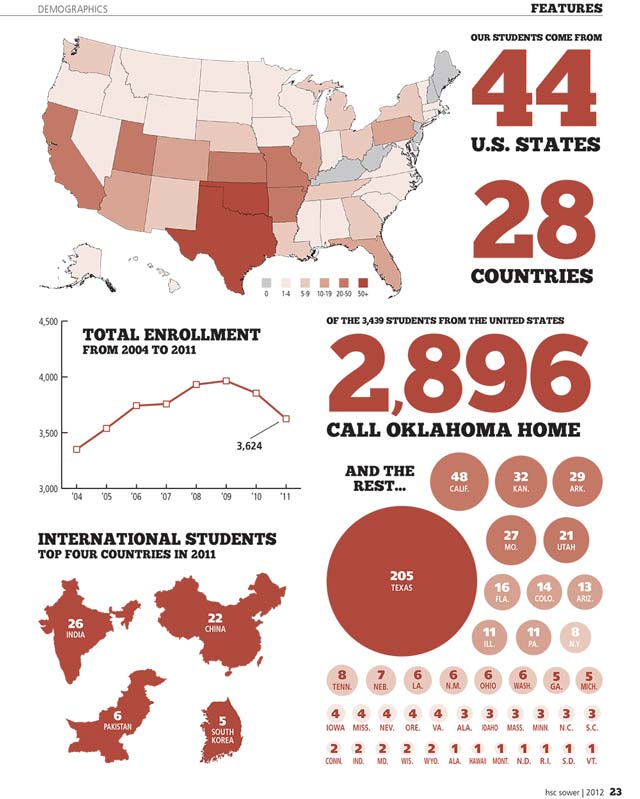 DEMOGRAPHICS
FEATURES
OUR STUDENTS COME FROM
44
U.S. STATES
28
COUNTRIES
0 1-4 5-9 10-19 20-50 50+
TOTAL ENROLLMENT
FROM 2004 TO 2011
4,500
4,000
3,500
3,000
3,624
'04 '05 '06 '07 '08 '09 '10 '11
OF THE 3,439 STUDENTS FROM THE UNITED STATES
2,896
CALL OKLAHOMA HOME
AND THE
REST...
48
CALIF.
32
KAN.
29
ARK.
27
MO.
21
UTAH
205
TEXAS
16
FLA.
14
COLO.
13
ARIZ.
11
ILL.
11
PA.
8
N.Y.
8 7 6 6 6 6 5 5
TENN. NEB. LA. N.M. OHIO WASH. GA. MICH.
4 4 4 4 4 3 3 3 3 3 3
IOWA MISS. NEV. ORE. VA. ALA. IDAHO MASS. MINN. N.C. S.C.
2 2 2 2 2 1 1 1 1 1 1 1
CONN. IND. MD. WIS. WYO. ALA. HAWAII MONT. N.D. R.I. S.D. VT.
INTERNATIONAL STUDENTS
TOP FOUR COUNTRIES IN 2011
26
INDIA
22
CHINA
6
PAKISTAN
5
SOUTH
KOREA
hsc sower | 2012 23